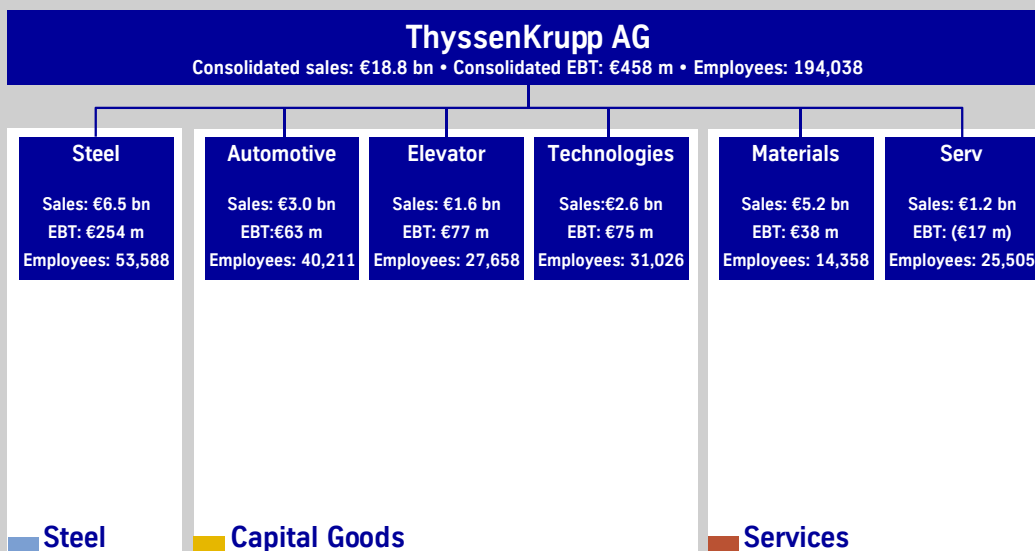 ThyssenKrupp AG
Consolidated sales: €18.8 bn • Consolidated EBT: €458 m • Employees: 194,038
Steel
Sales: €6.5 bn
EBT: €254 m
Employees: 53,588
Automotive
Sales: €3.0 bn
EBT:€63 m
Employees: 40,211
Elevator
Sales: €1.6 bn
EBT: €77 m
Employees: 27,658
Technologies
Sales:€2.6 bn
EBT: €75 m
Employees: 31,026
Materials
Sales: €5.2 bn
EBT: €38 m
Employees: 14,358
Serv
Sales: €1.2 bn
EBT: (€17 m)
Employees: 25,505
Steel
Capital Goods
Services